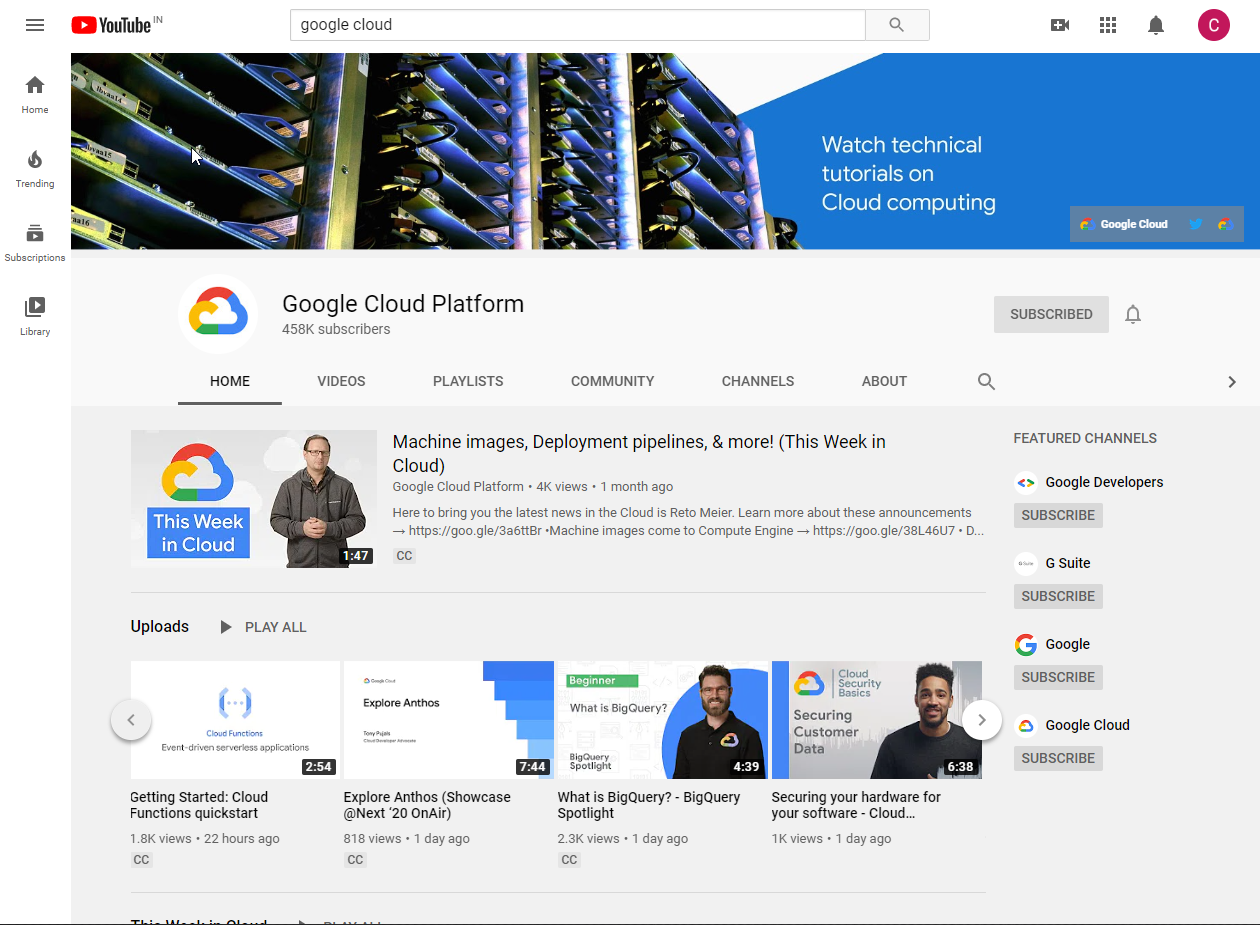 YouTube IN
google cloud
C
Home
Trending
Subscriptions
Library
Watch technical
tutorials on
Cloud computing
Google Cloud
Google Cloud Platform
458K subscribers
SUBSCRIBED
HOME
VIDEOS
PLAYLISTS
COMMUNITY
CHANNELS
ABOUT
This Week
in Cloud
1:47
Machine images, Deployment pipelines, & more! (This Week in
Cloud)
Google Cloud Platform • 4K views • 1 month ago
Here to bring you the latest news in the Cloud is Reto Meier. Learn more about these announcements
→ https://goo.gle/3a6ttBr •Machine images come to Compute Engine → https://goo.gle/38L46U7 • D...
CC
FEATURED CHANNELS
Google Developers
SUBSCRIBE
G Suite
G Suite
SUBSCRIBE
Google
SUBSCRIBE
Google Cloud
SUBSCRIBE
Uploads
PLAY ALL
Cloud Functions
Event-driven serverless applications
2:54
Getting Started: Cloud
Functions quickstart
1.8K views • 22 hours ago
CC
Google Cloud
Explore Anthos
Tony Pujals
Cloud Developer Advocate
7:44
Explore Anthos (Showcase
@Next ‘20 OnAir)
818 views • 1 day ago
CC
Beginner
What is BigQuery?
BigQuery
Spotlight
4:39
What is BigQuery? - BigQuery
Spotlight
2.3K views • 1 day ago
CC
Cloud
Security
Basics
Securing
Customer
Data
6:38
Securing your hardware for
your software - Cloud...
1K views • 1 day ago
This Week in Cloud
PLAY ALL